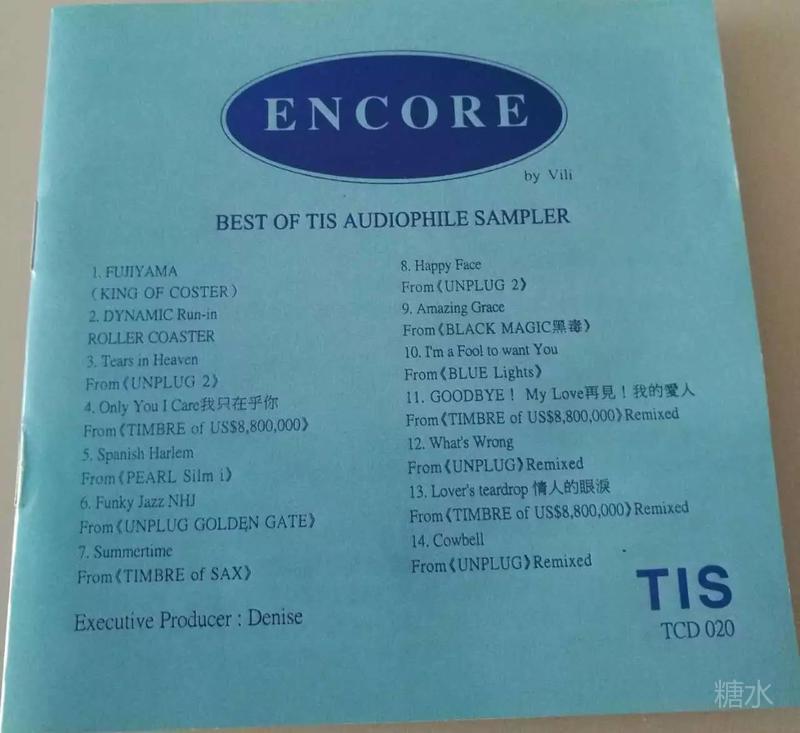 ENCORE
by Vili
BEST OF TIS AUDIOPHILE SAMPLER
1. FUJIYAMA
(KING OF COSTER)
2. DYNAMIC Run-in
ROLLER COASTER
3. Tears in Heaven
From《UNPLUG 2》
4. Only You I Care我只在乎你
From《TIMBRE of US$8,800,000》
5. Spanish Harlem
From《PEARL Silm i》
6. Funky Jazz NHJ
From《UNPLUG GOLDEN GATE》
7. Summertime
From《TIMBRE of SAX》
Executive Producer : Denise
8. Happy Face
From《UNPLUG 2》
9. Amazing Grace
From《BLACK MAGIC黑毒》
10. I'm a Fool to want You
From《BLUE Lights》
11. GOODBYE! My Love再見!我的愛人
From《TIMBRE of US$8,800,000》Remixed
12. What's Wrong
From《UNPLUG》Remixed
13. Lover's teardrop 情人的眼淚
From《TIMBRE of US$8,800,000》Remixed
14. Cowbell
From《UNPLUG》Remixed
TIS
TCD 020
糖水